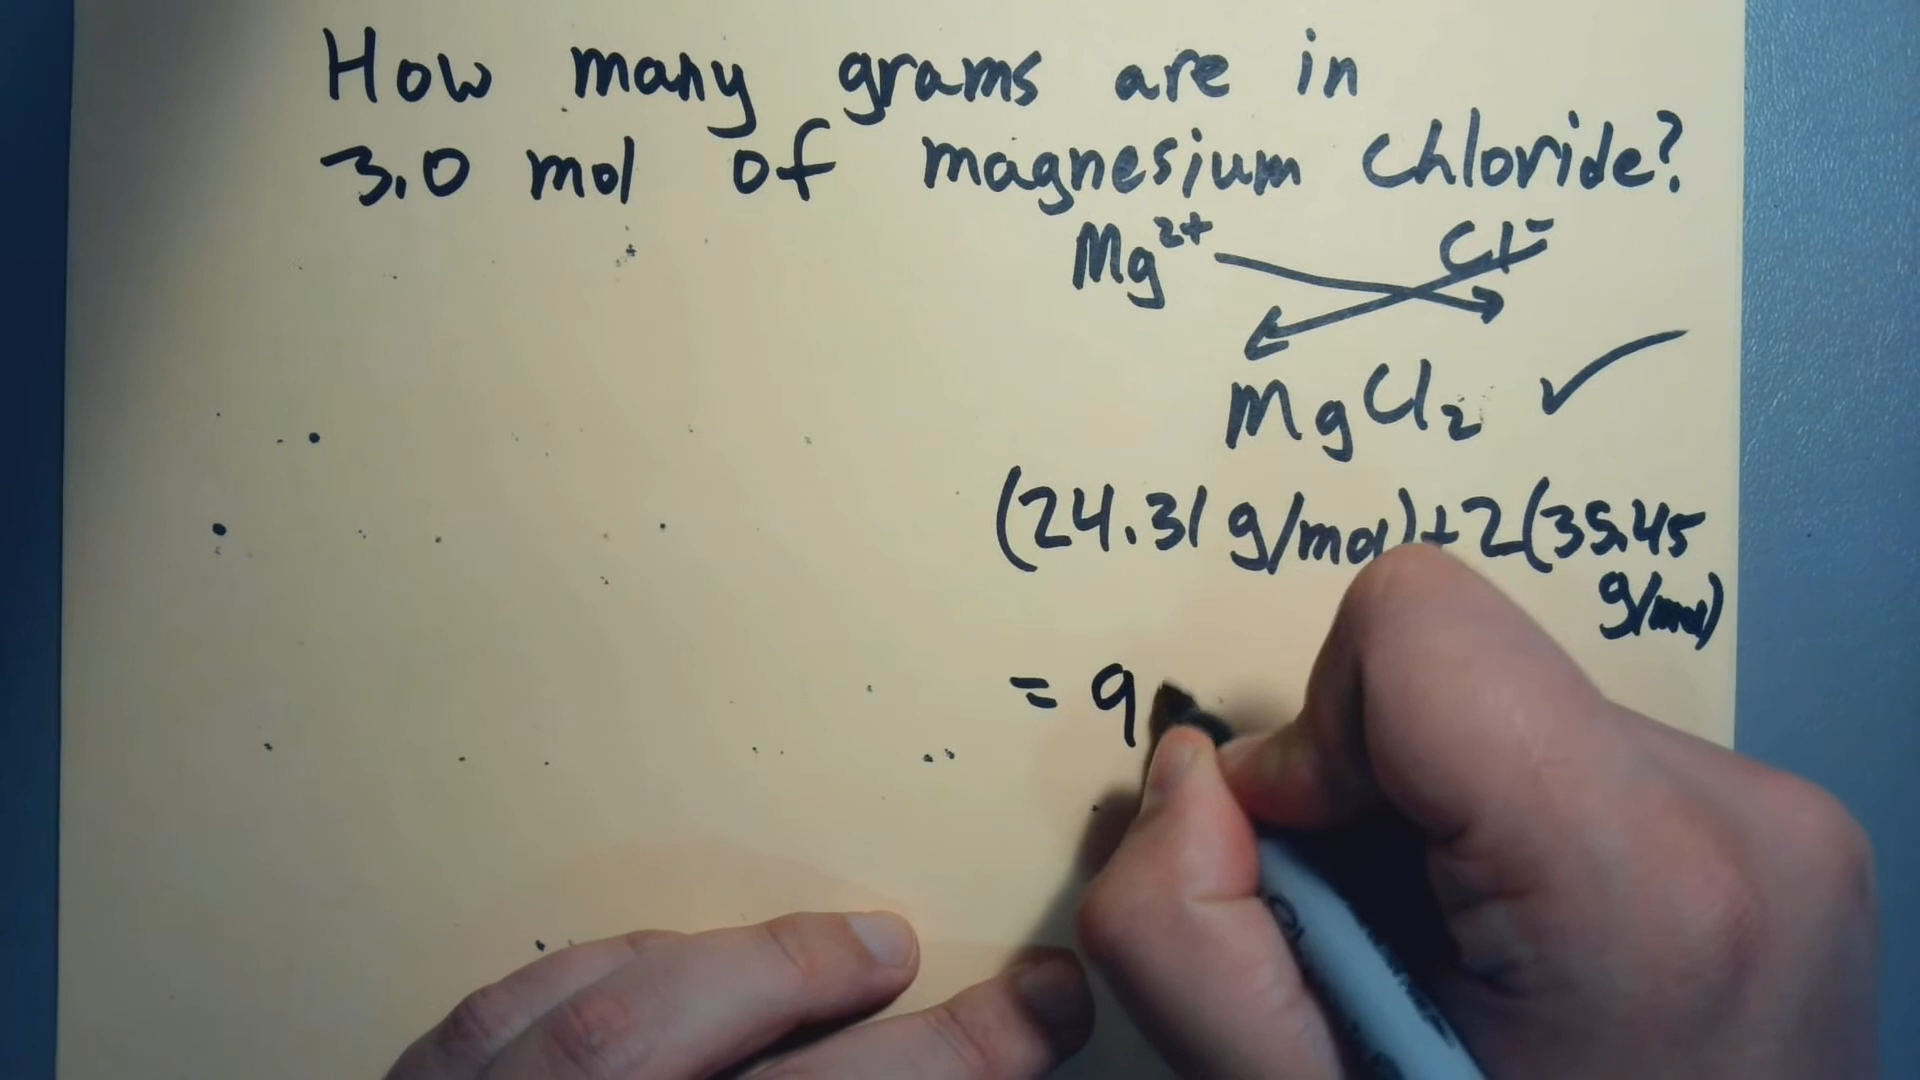 How many grams are in
3.0 mol of magnesium chloride?
Mg²⁺ Cl⁻
MgCl₂ ✓
(24.31 g/mol)+2(35.45
g/mol)
= 9